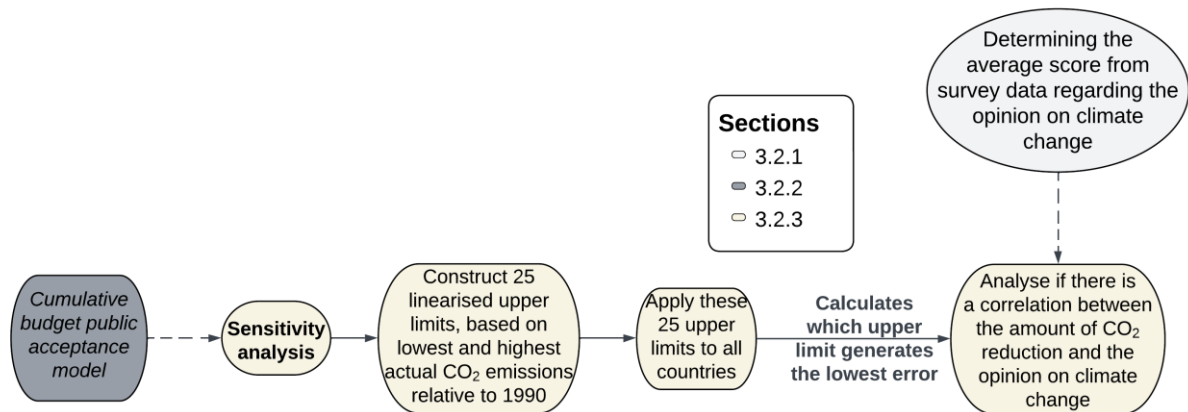 Determining the
average score from
survey data regarding the
opinion on climate
change
Sections
3.2.1
3.2.2
3.2.3
Cumulative
budget public
acceptance
model
Sensitivity
analysis
Construct 25
linearised upper
limits, based on
lowest and highest
actual CO₂ emissions
relative to 1990
Apply these
25 upper
limits to all
countries
Calculates
which upper
limit generates
the lowest error
Analyse if there is
a correlation between
the amount of CO₂
reduction and the
opinion on climate
change